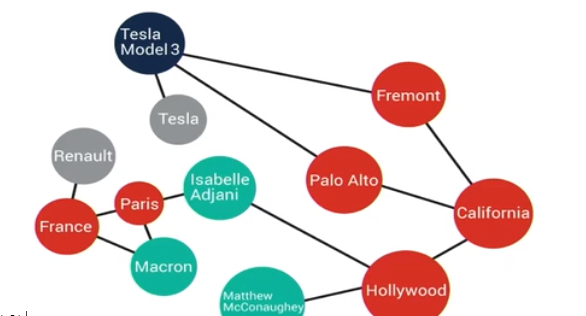 Tesla
Model 3
Fremont
Tesla
Renault
Isabelle
Adjani
Palo Alto
Paris
California
France
Macron
Hollywood
Matthew
McConaughey